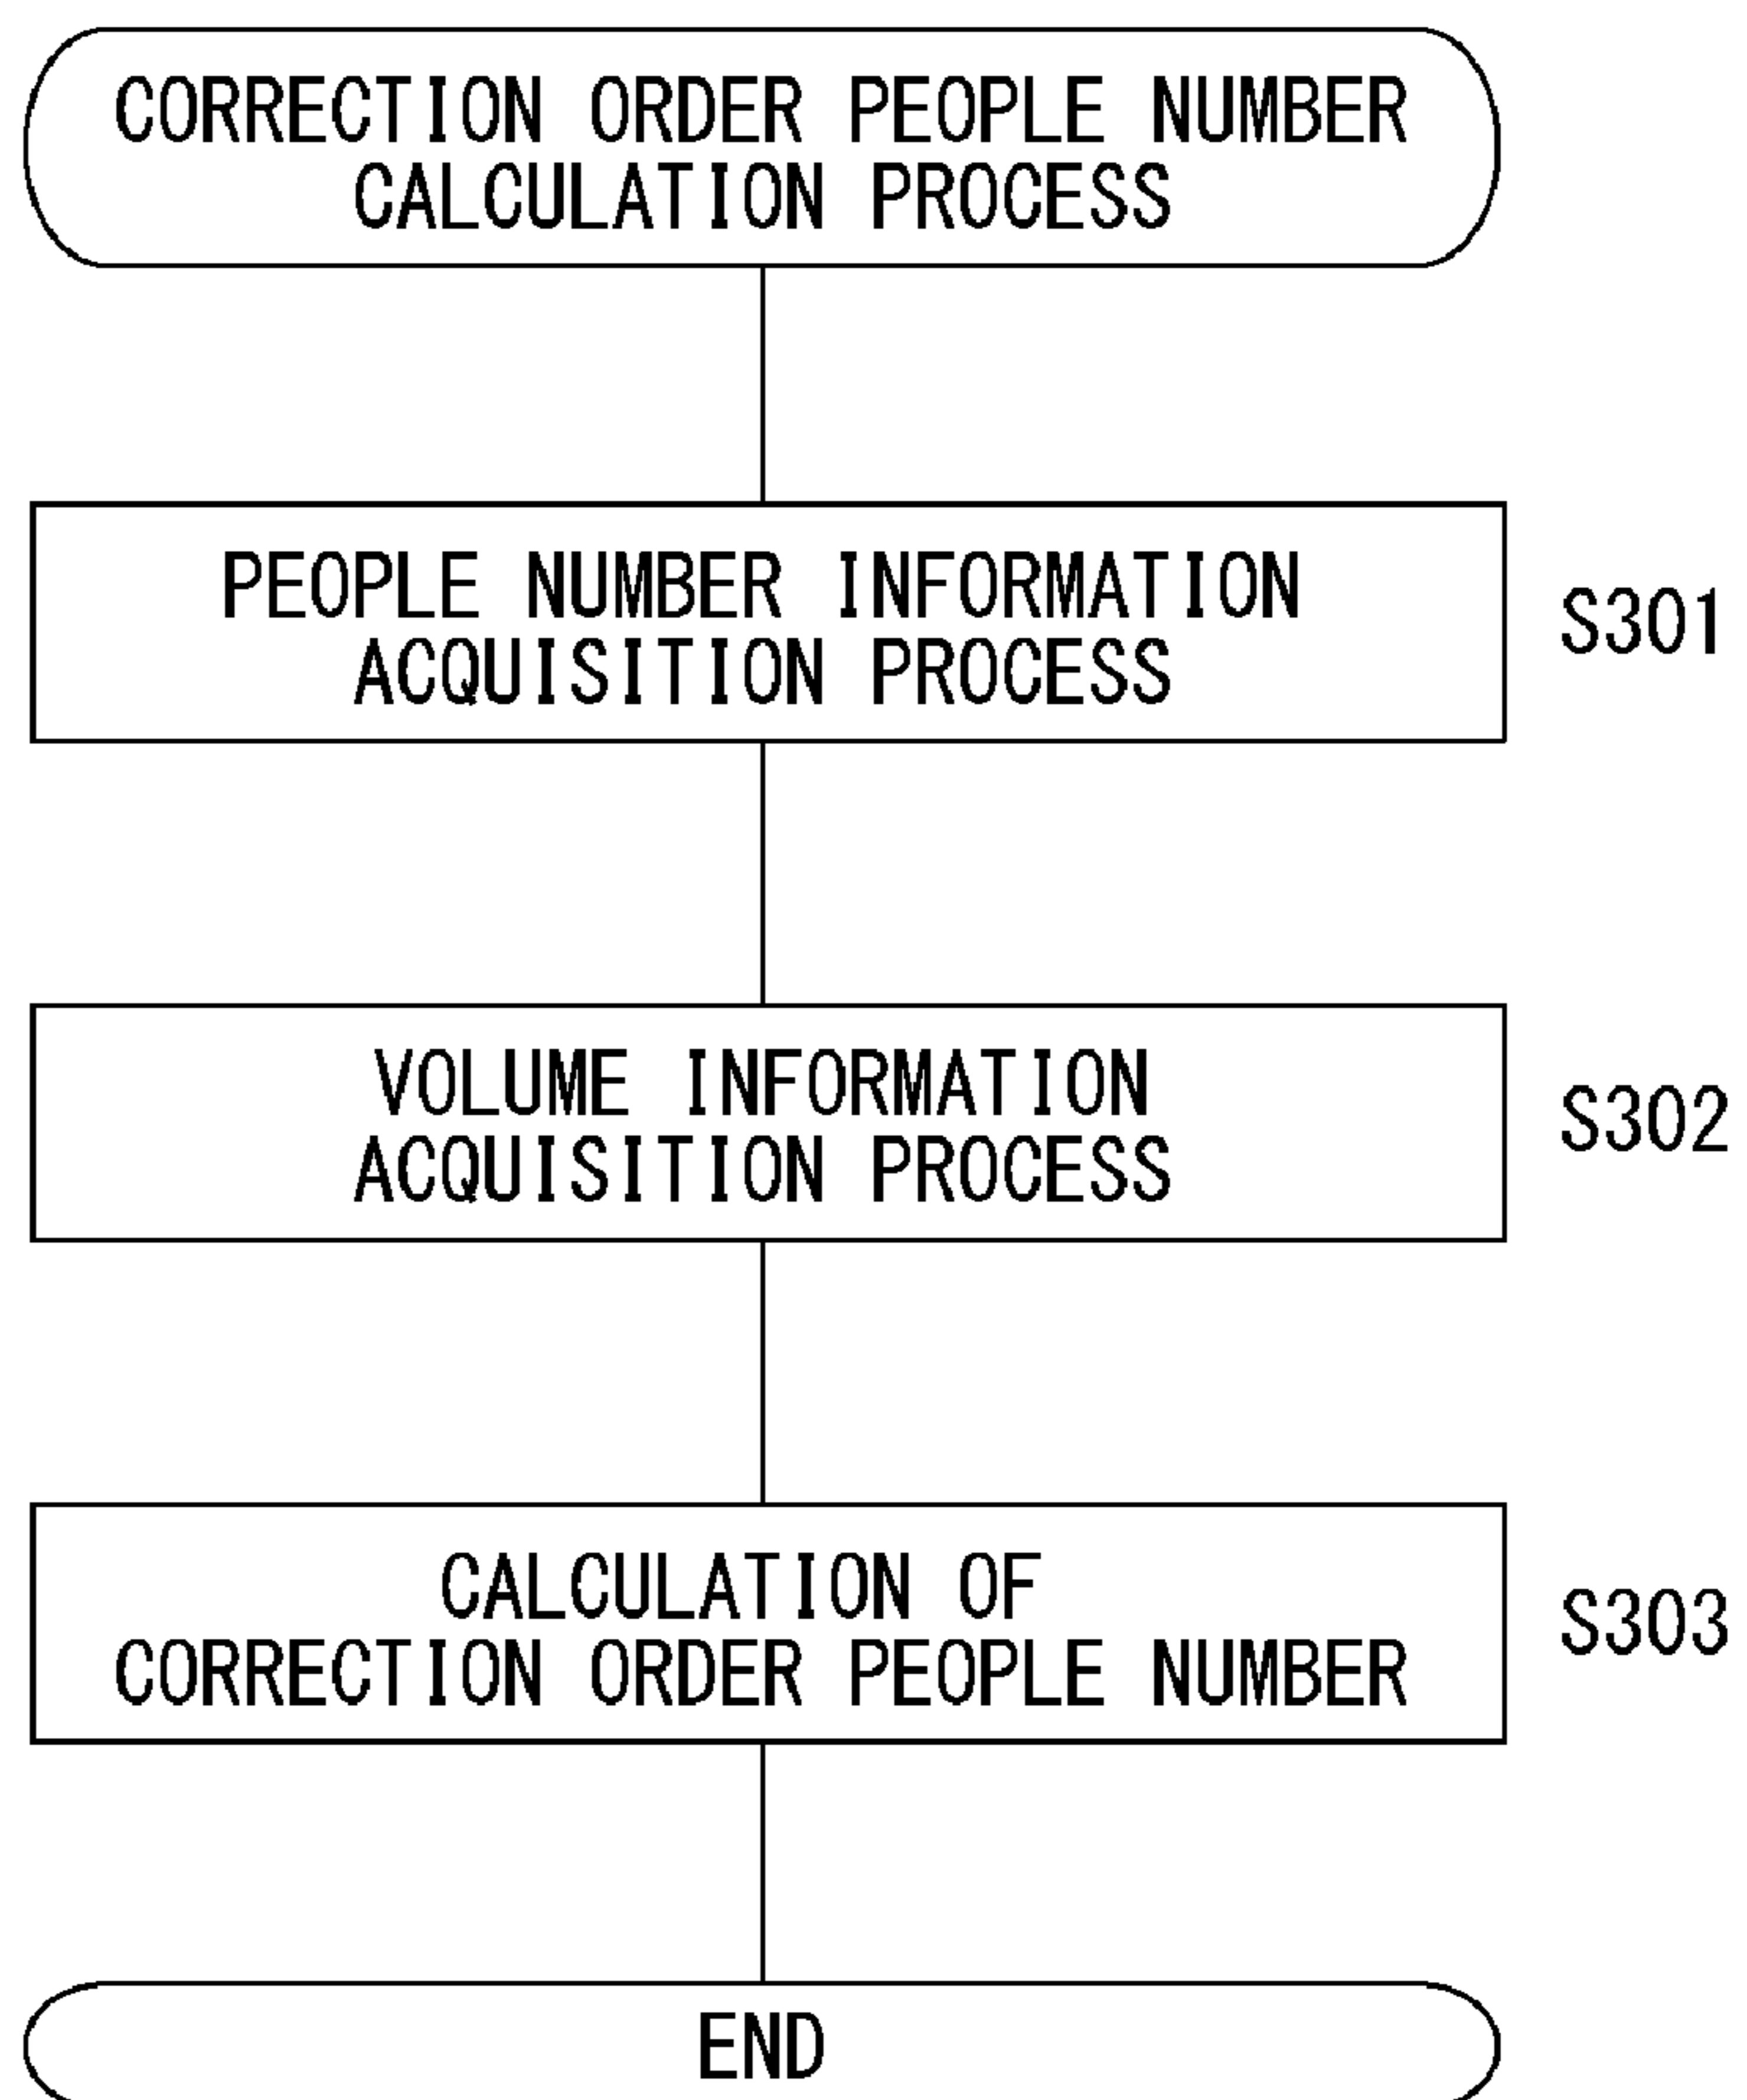 CORRECTION ORDER PEOPLE NUMBER
CALCULATION PROCESS
PEOPLE NUMBER INFORMATION
ACQUISITION PROCESS
S301
VOLUME INFORMATION
ACQUISITION PROCESS
S302
CALCULATION OF
CORRECTION ORDER PEOPLE NUMBER
S303
END